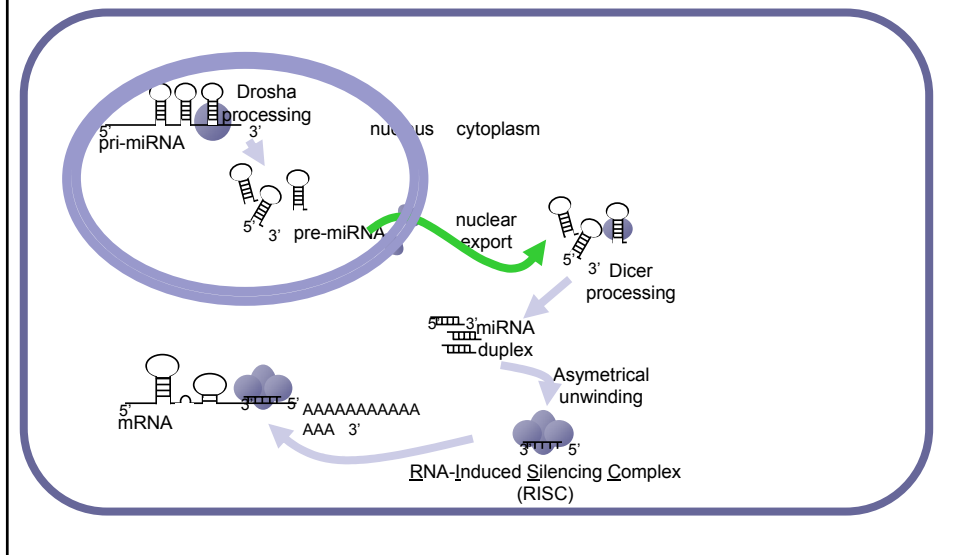 Drosha
processing
5’
3’
pri-miRNA
nucleus cytoplasm
5’
3’
pre-miRNA
nuclear
export
5’
3’
Dicer
processing
5’ 3’
miRNA
duplex
Asymetrical
unwinding
3’ 5’
RNA-Induced Silencing Complex
(RISC)
5’
mRNA
3’ 5’
AAAAAAAAAAA
AAA 3’